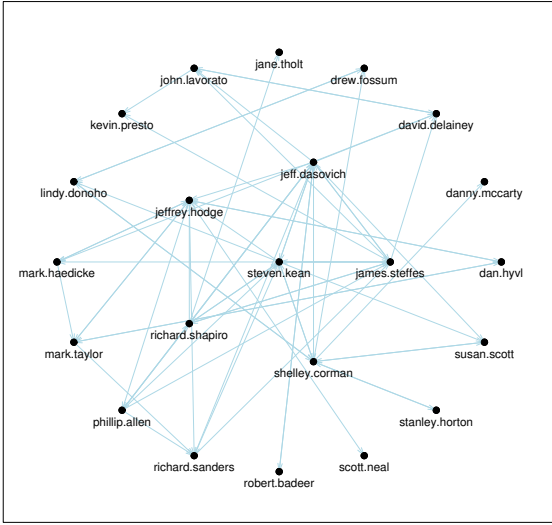 jane.tholt
john.lavorato
drew.fossum
kevin.presto
david.delainey
jeff.dasovich
lindy.donoho
danny.mccarty
jeffrey.hodge
mark.haedicke
steven.kean
james.steffes
dan.hyvl
richard.shapiro
mark.taylor
susan.scott
shelley.corman
phillip.allen
stanley.horton
richard.sanders
scott.neal
robert.badeer